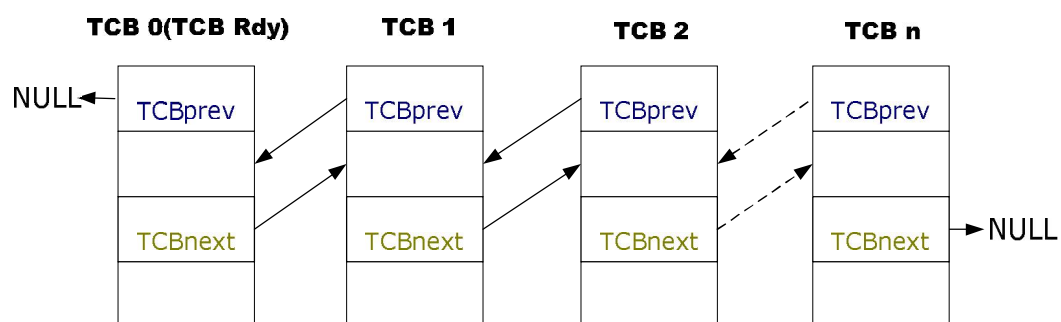 TCB 0(TCB Rdy) TCB 1 TCB 2 TCB n
NULL TCBprev TCBprev TCBprev TCBprev
TCBnext TCBnext TCBnext TCBnext NULL